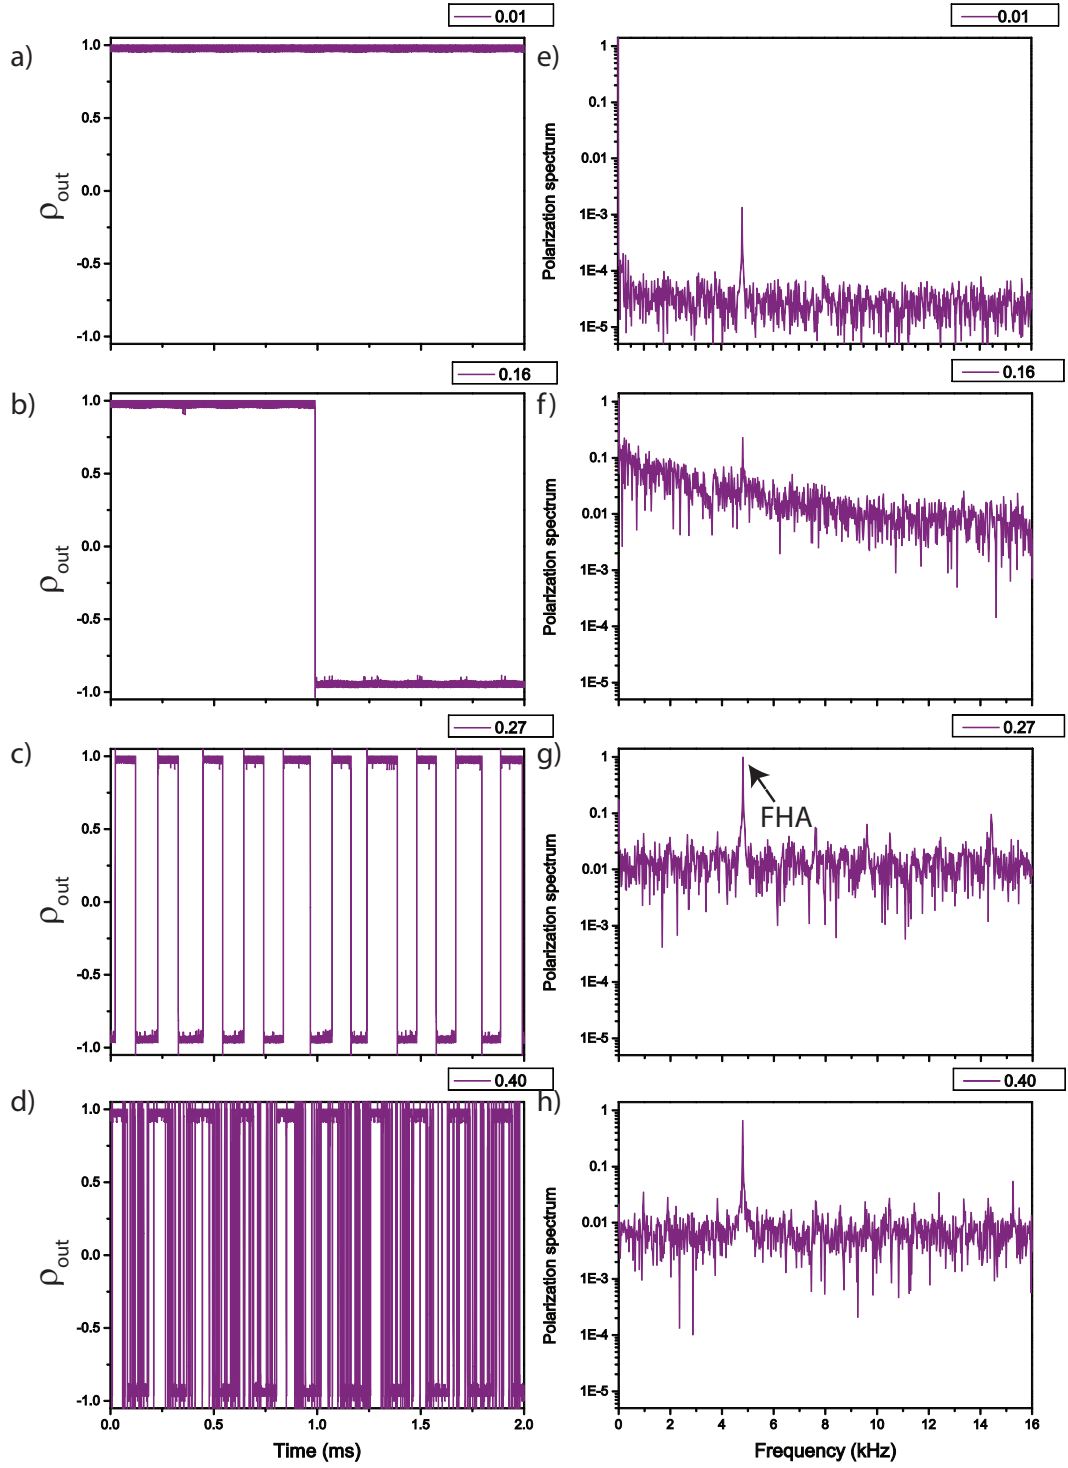 0.01
0.01
a)
1.0
0.5
0.0
-0.5
-1.0
ρout
e)
1
0.1
0.01
1E-3
1E-4
1E-5
Polarization spectrum
0.16
0.16
b)
1.0
0.5
0.0
-0.5
-1.0
ρout
f)
1
0.1
0.01
1E-3
1E-4
1E-5
Polarization spectrum
0.27
0.27
c)
1.0
0.5
0.0
-0.5
-1.0
ρout
g)
1
0.1
0.01
1E-3
1E-4
1E-5
Polarization spectrum
FHA
0.40
0.40
d)
1.0
0.5
0.0
-0.5
-1.0
ρout
0.0 0.5 1.0 1.5 2.0
Time (ms)
h)
1
0.1
0.01
1E-3
1E-4
1E-5
Polarization spectrum
0 2 4 6 8 10 12 14 16
Frequency (kHz)